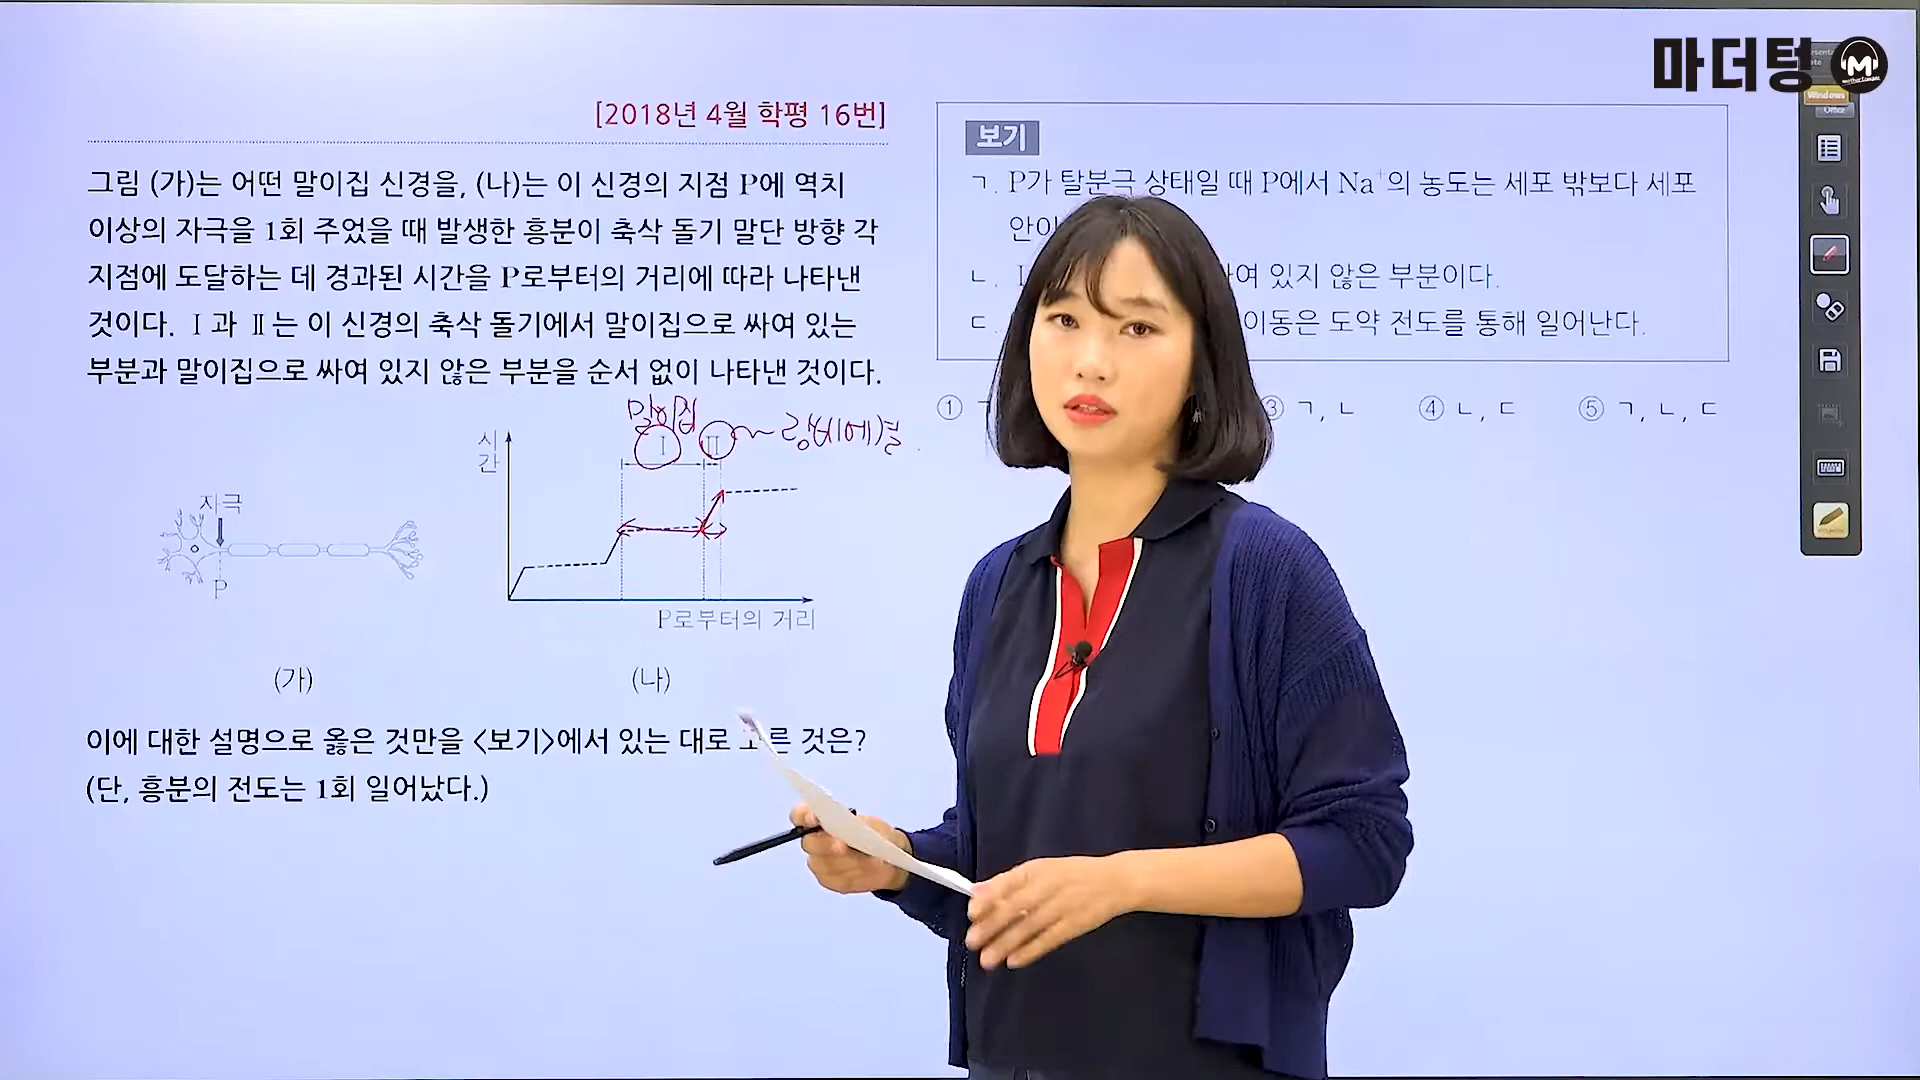 마더텅
[2018년 4월 학평 16번]
그림 (가)는 어떤 말이집 신경을, (나)는 이 신경의 지점 P에 역치
이상의 자극을 1회 주었을 때 발생한 흥분이 축삭 돌기 말단 방향 각
지점에 도달하는 데 경과된 시간을 P로부터의 거리에 따라 나타낸
것이다. Ⅰ과 Ⅱ는 이 신경의 축삭 돌기에서 말이집으로 싸여 있는
부분과 말이집으로 싸여 있지 않은 부분을 순서 없이 나타낸 것이다.
말이집
Ⅰ Ⅱ 랑비에)결
시간
자극
P
P로부터의 거리
(가) (나)
이에 대한 설명으로 옳은 것만을 <보기>에서 있는 대로 고른 것은?
(단, 흥분의 전도는 1회 일어났다.)
보기
ㄱ. P가 탈분극 상태일 때 P에서 Na⁺의 농도는 세포 밖보다 세포
안이
ㄴ. Ⅰ 있지 않은 부분이다.
ㄷ. 이동은 도약 전도를 통해 일어난다.
① ㄱ ③ ㄱ, ㄴ ④ ㄴ, ㄷ ⑤ ㄱ, ㄴ, ㄷ
Windows
Office